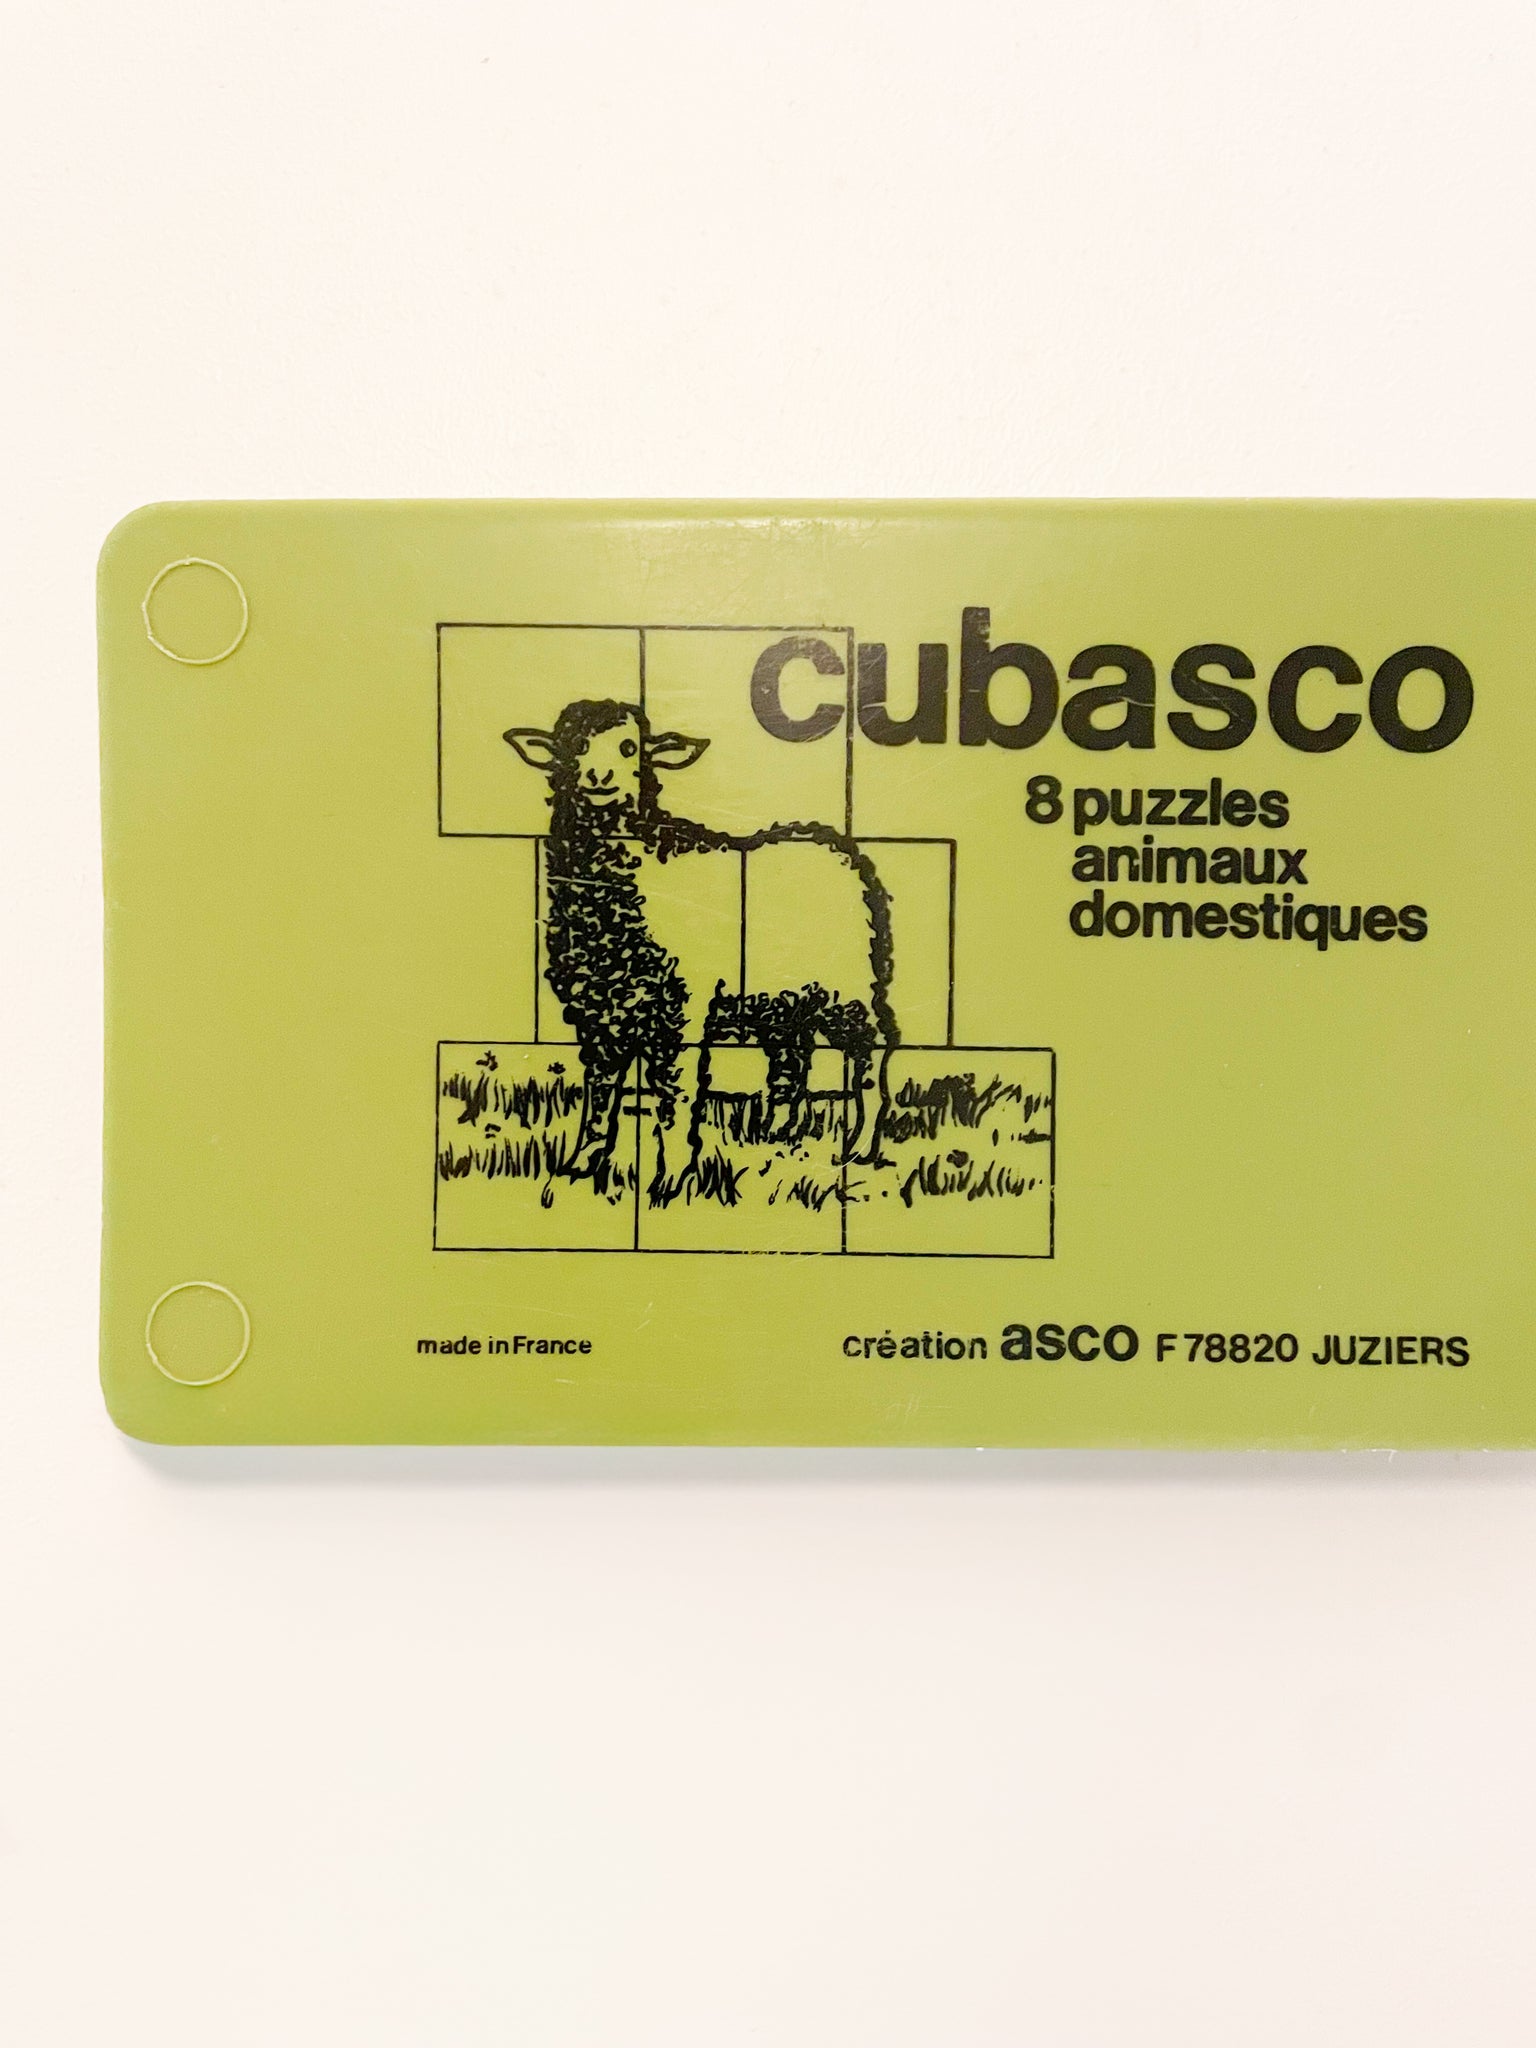 cubasco
8 puzzles
animaux
domestiques
made in France
création asco F 78820 JUZIERS